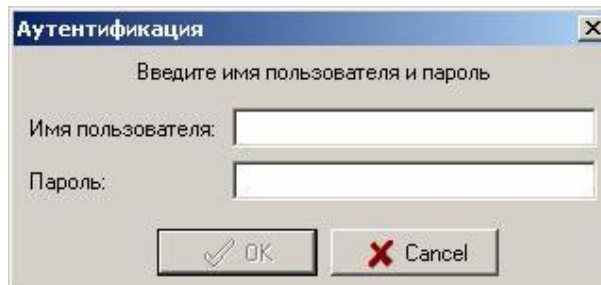 Аутентификация
Введите имя пользователя и пароль
Имя пользователя:
Пароль:
OK Cancel